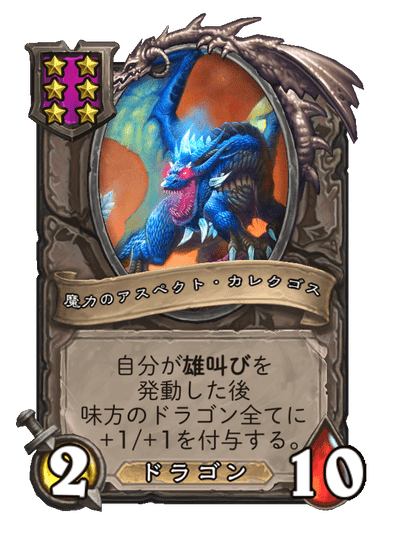 魔力のアスペクト・カレクゴス
自分が雄叫びを
発動した後
味方のドラゴン全てに
+1/+1を付与する。
2
ドラゴン
10